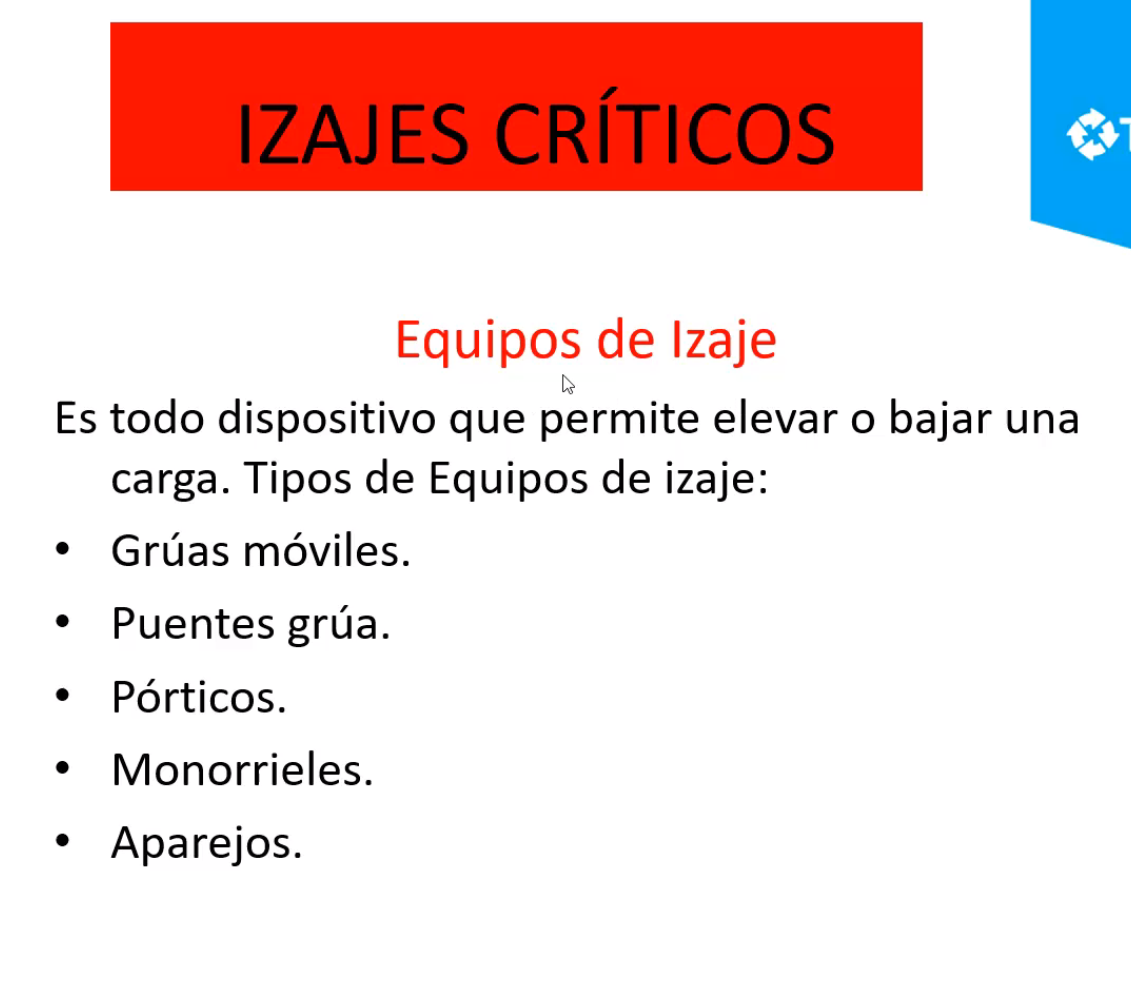 IZAJES CRÍTICOS
Equipos de Izaje
Es todo dispositivo que permite elevar o bajar una
carga. Tipos de Equipos de izaje:
• Grúas móviles.
• Puentes grúa.
• Pórticos.
• Monorrieles.
• Aparejos.